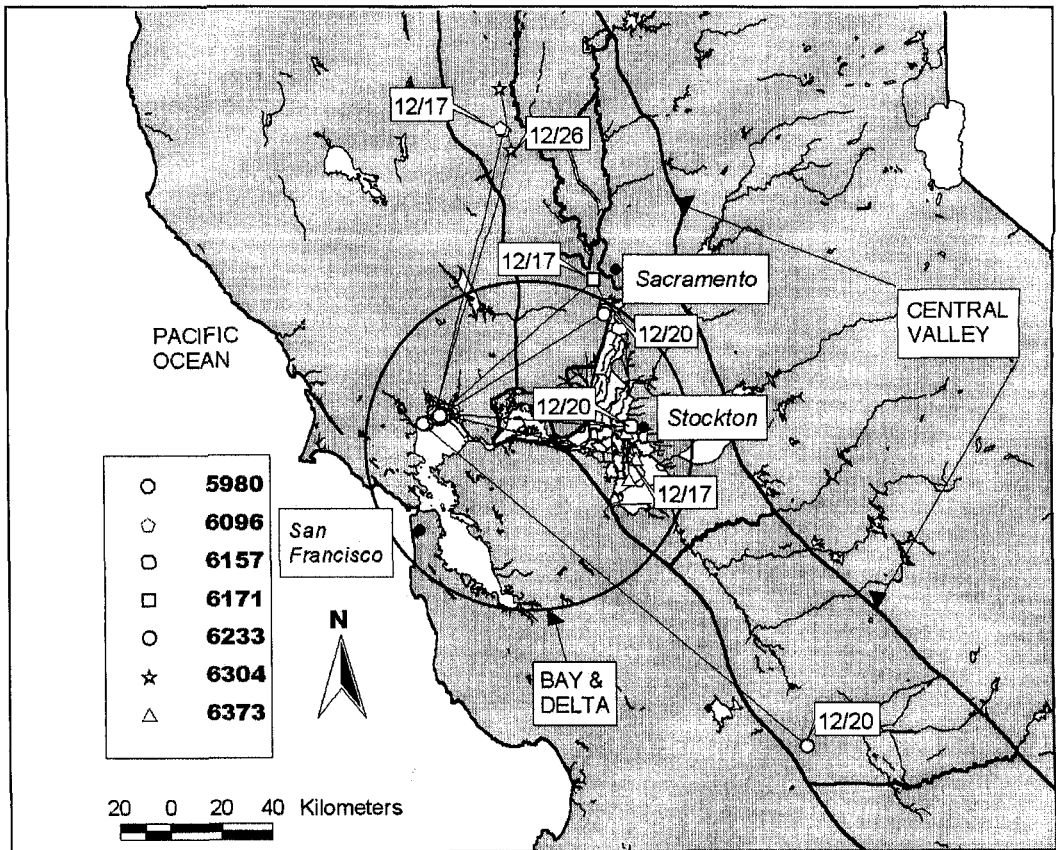 12/17
12/26
12/17
Sacramento
PACIFIC
OCEAN
CENTRAL
VALLEY
12/20
12/20
Stockton
12/17
5980
6096
6157
6171
6233
6304
6373
San
Francisco
N
BAY &
DELTA
12/20
20 0 20 40 Kilometers